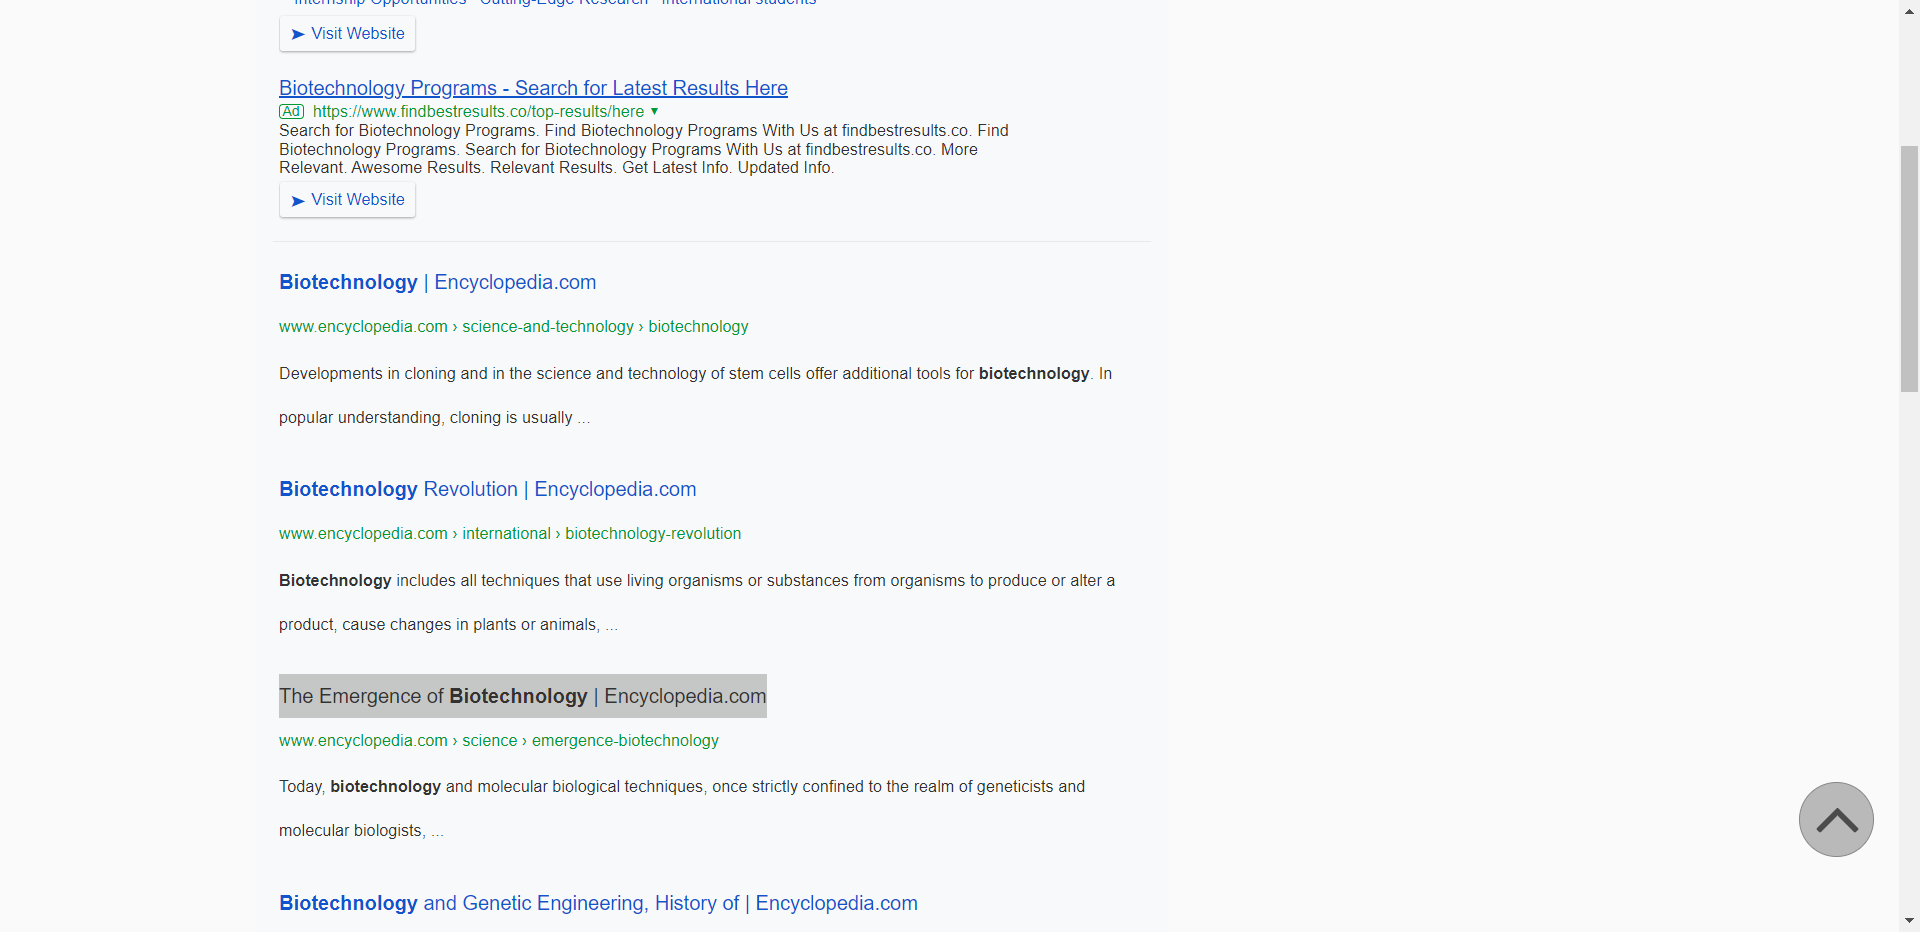 Internship Opportunities · Cutting-Edge Research · International students
Visit Website
Biotechnology Programs - Search for Latest Results Here
Ad https://www.findbestresults.co/top-results/here
Search for Biotechnology Programs. Find Biotechnology Programs With Us at findbestresults.co. Find
Biotechnology Programs. Search for Biotechnology Programs With Us at findbestresults.co. More
Relevant. Awesome Results. Relevant Results. Get Latest Info. Updated Info.
Visit Website
Biotechnology | Encyclopedia.com
www.encyclopedia.com › science-and-technology › biotechnology
Developments in cloning and in the science and technology of stem cells offer additional tools for biotechnology. In
popular understanding, cloning is usually ...
Biotechnology Revolution | Encyclopedia.com
www.encyclopedia.com › international › biotechnology-revolution
Biotechnology includes all techniques that use living organisms or substances from organisms to produce or alter a
product, cause changes in plants or animals, ...
The Emergence of Biotechnology | Encyclopedia.com
www.encyclopedia.com › science › emergence-biotechnology
Today, biotechnology and molecular biological techniques, once strictly confined to the realm of geneticists and
molecular biologists, ...
Biotechnology and Genetic Engineering, History of | Encyclopedia.com